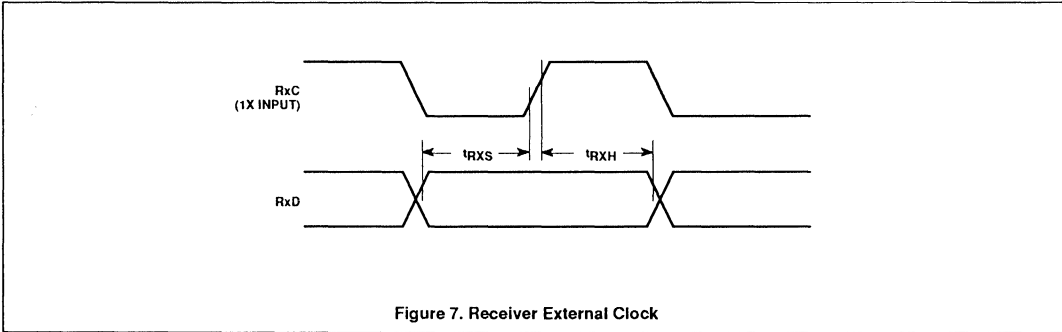 RxC
(1X INPUT)
tRXS
tRXH
RxD
Figure 7. Receiver External Clock